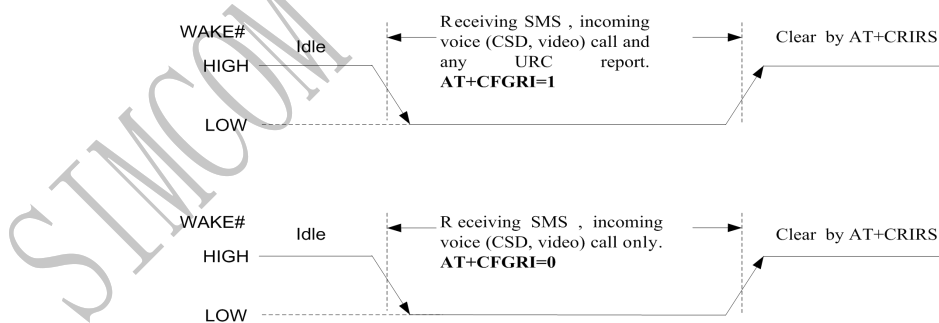 WAKE#
Idle
HIGH
LOW
Receiving SMS , incoming
voice (CSD, video) call and
any URC report.
AT+CFGRI=1
Clear by AT+CRIRS
WAKE#
Idle
HIGH
LOW
R eceiving SMS , incoming
voice (CSD, video) call only.
AT+CFGRI=0
Clear by AT+CRIRS
SIMCOM